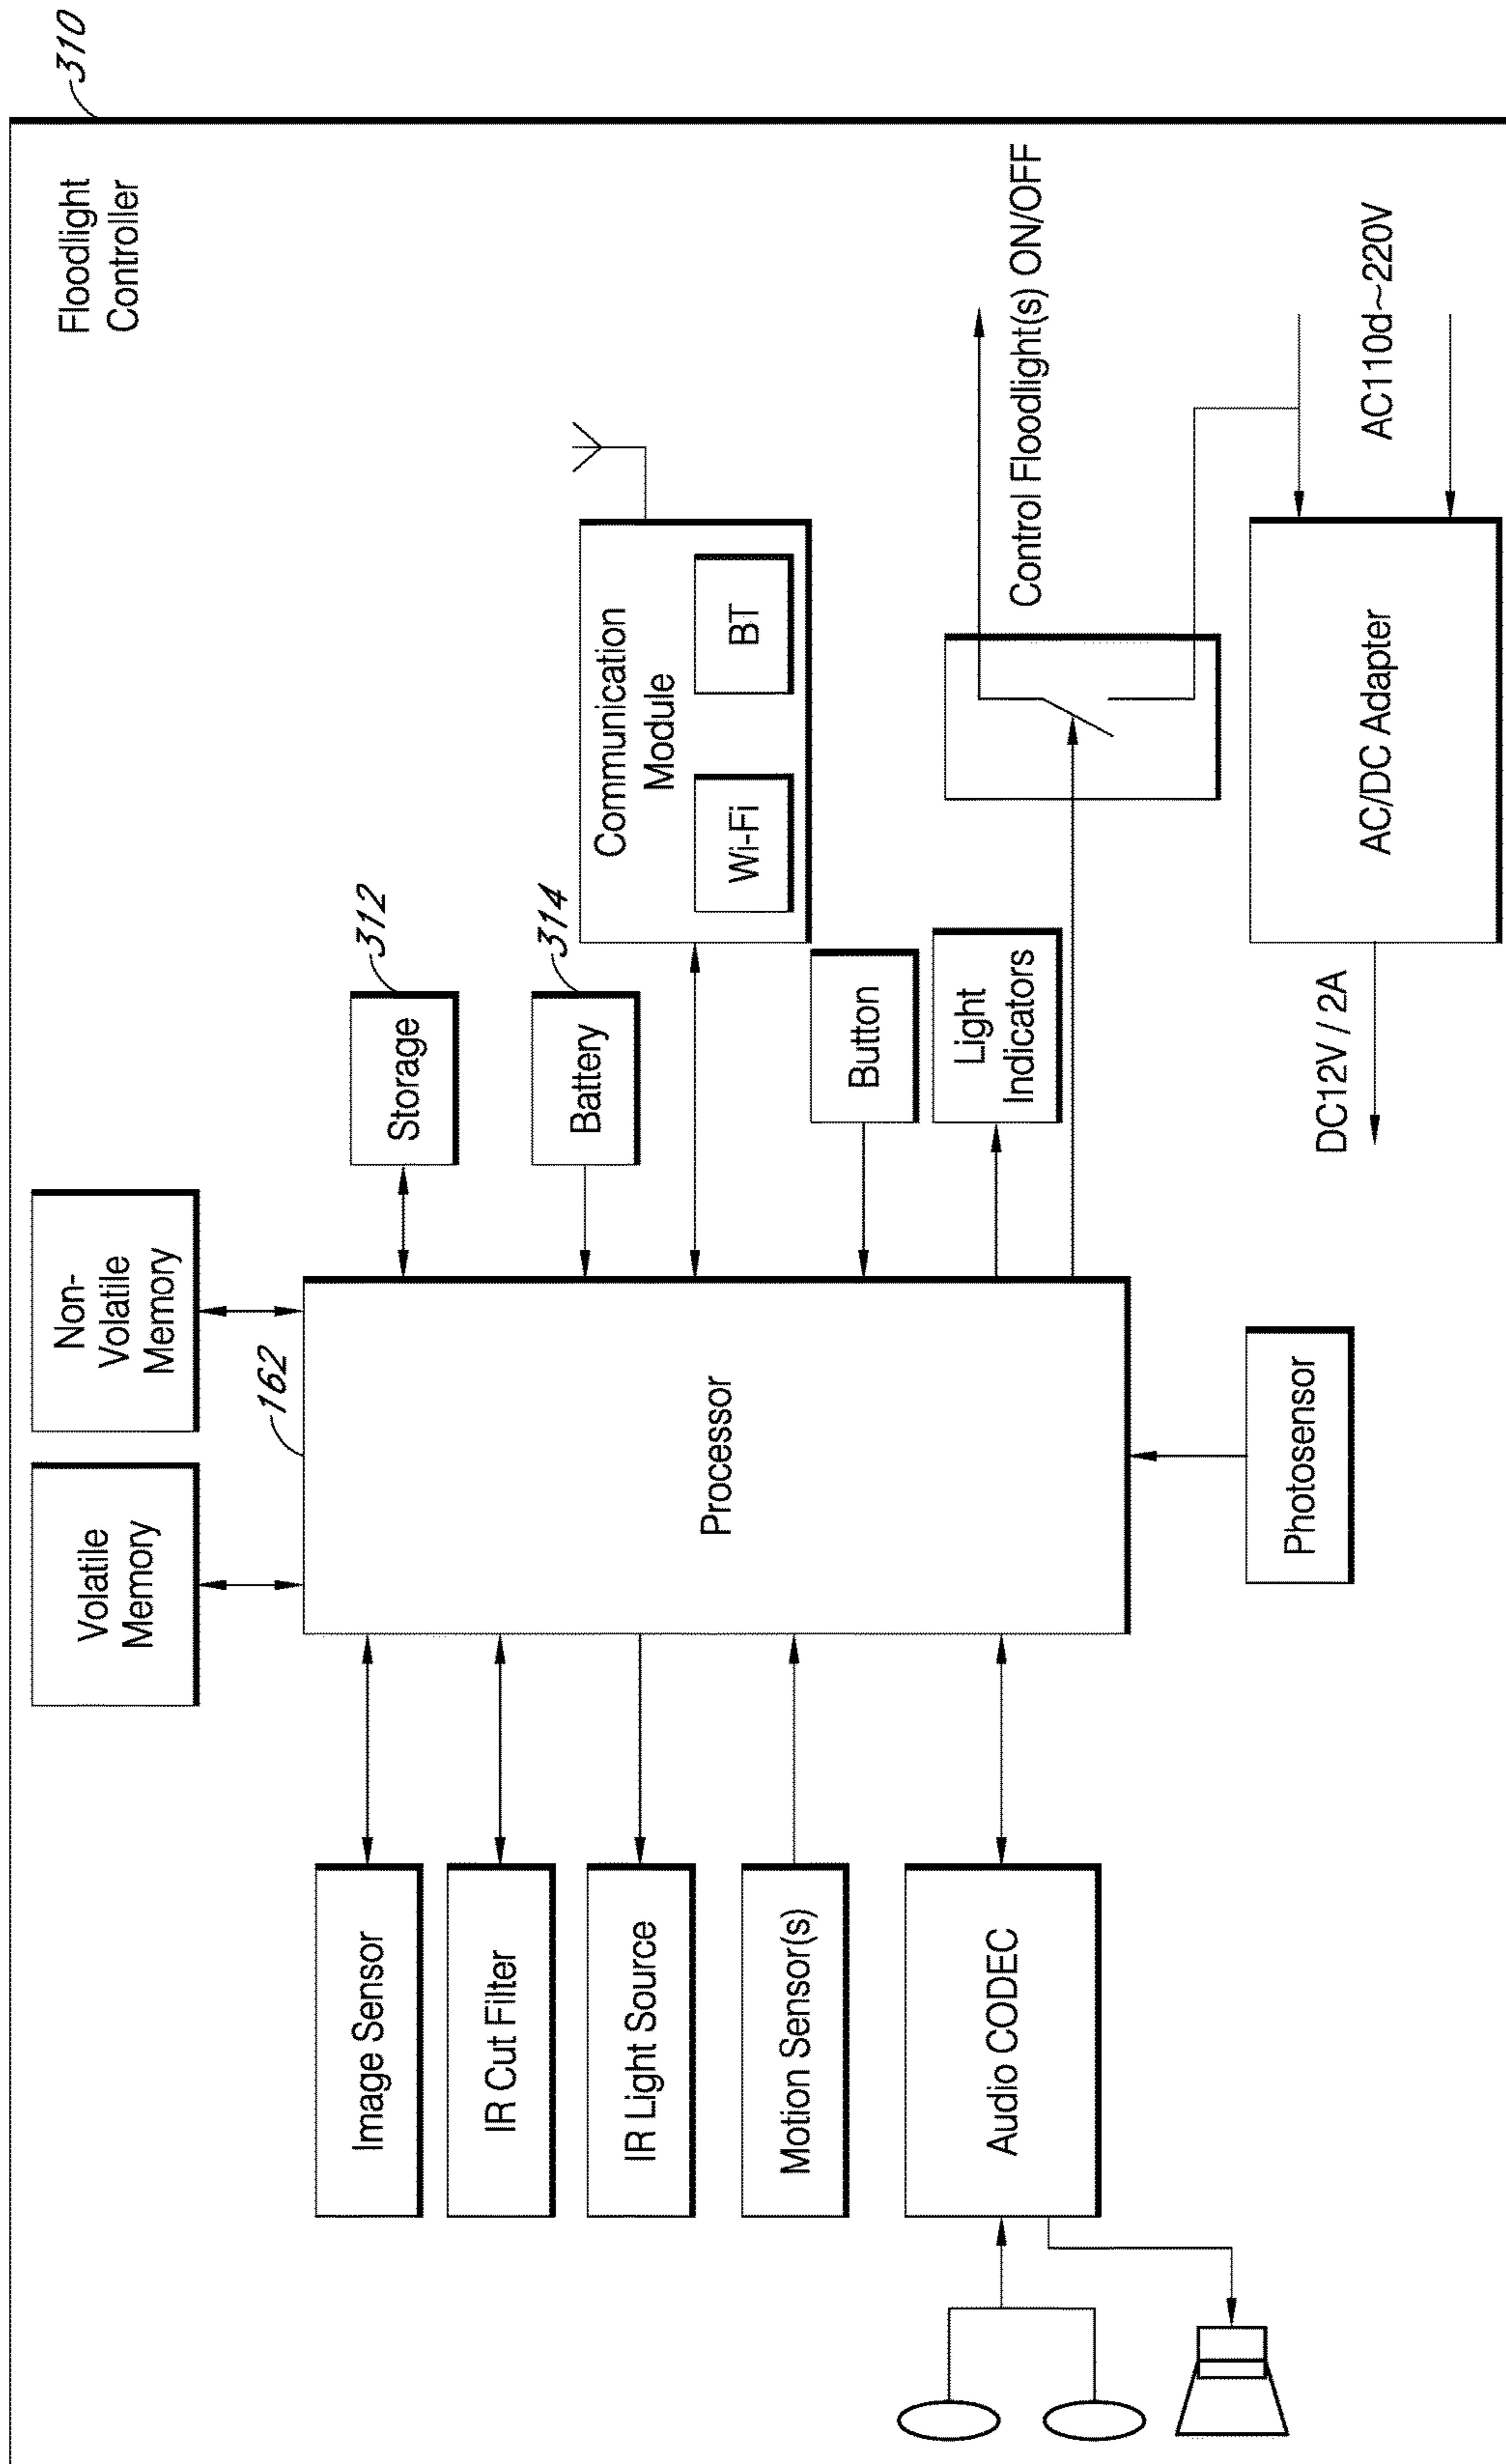 310
Floodlight
Controller
Volatile
Memory
Non-
Volatile
Memory
162
Image Sensor
IR Cut Filter
IR Light Source
Motion Sensor(s)
Audio CODEC
Processor
Photosensor
Storage
312
Battery
314
Communication
Module
Wi-Fi
BT
Button
Light
Indicators
Control Floodlight(s) ON/OFF
DC12V / 2A
AC/DC Adapter
AC110d~220V